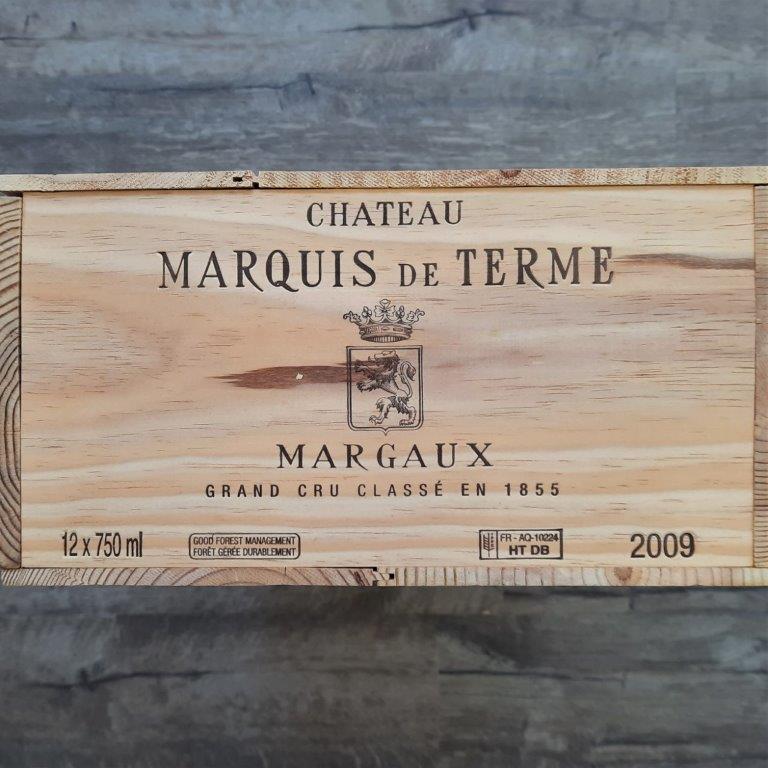 CHATEAU
MARQUIS DE TERME
MARGAUX
GRAND CRU CLASSÉ EN 1855
12 x 750 ml
GOOD FOREST MANAGEMENT
FORÊT GÉRÉE DURABLEMENT
FR - AQ-10224
HT DB
2009